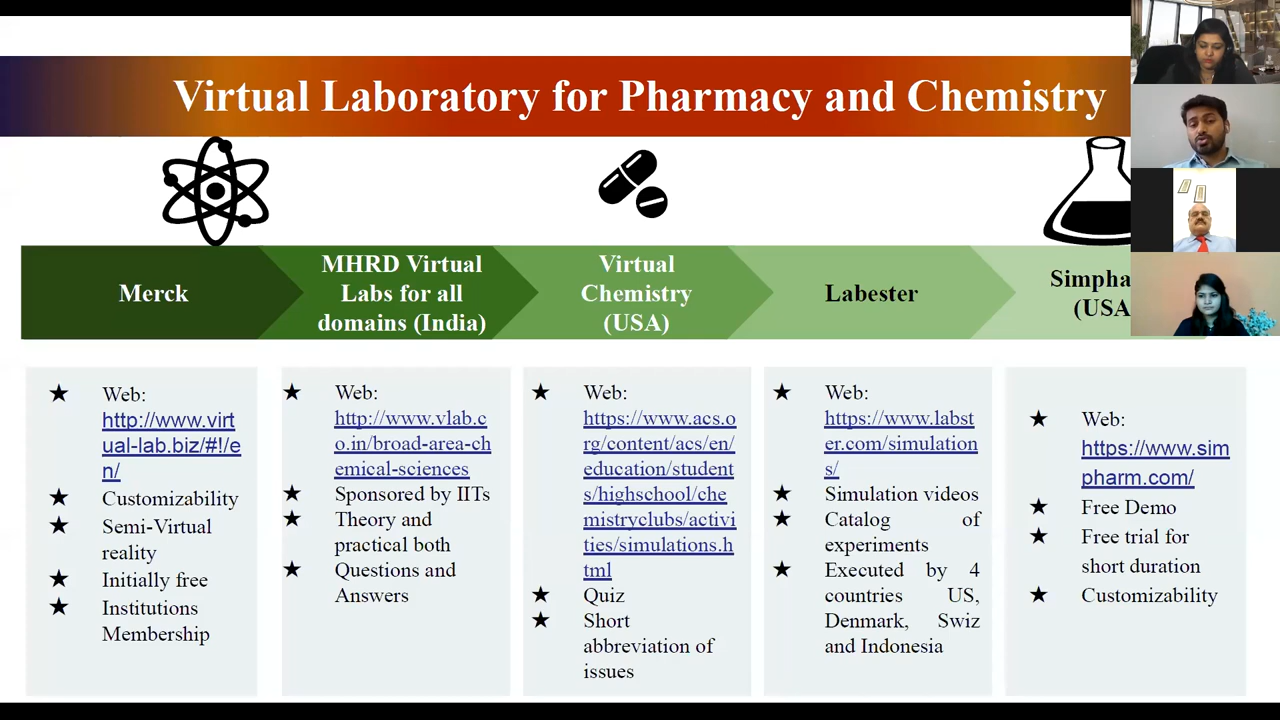 Virtual Laboratory for Pharmacy and Chemistry
Merck
MHRD Virtual
Labs for all
domains (India)
Virtual
Chemistry
(USA)
Labester
(USA
Web:
http://www.virt
ual-lab.biz/#!/e
n/
Customizability
Semi-Virtual
reality
Initially free
Institutions
Membership
Web:
http://www.vlab.c
o.in/broad-area-ch
emical-sciences
Sponsored by IITs
Theory and
practical both
Questions and
Answers
Web:
https://www.acs.o
rg/content/acs/en/
education/student
s/highschool/che
mistryclubs/activi
ties/simulations.h
tml
Quiz
Short
abbreviation of
issues
Web:
https://www.labst
er.com/simulation
s/
Simulation videos
Catalog of
experiments
Executed by 4
countries US,
Denmark, Swiz
and Indonesia
Web:
https://www.sim
pharm.com/
Free Demo
Free trial for
short duration
Customizability